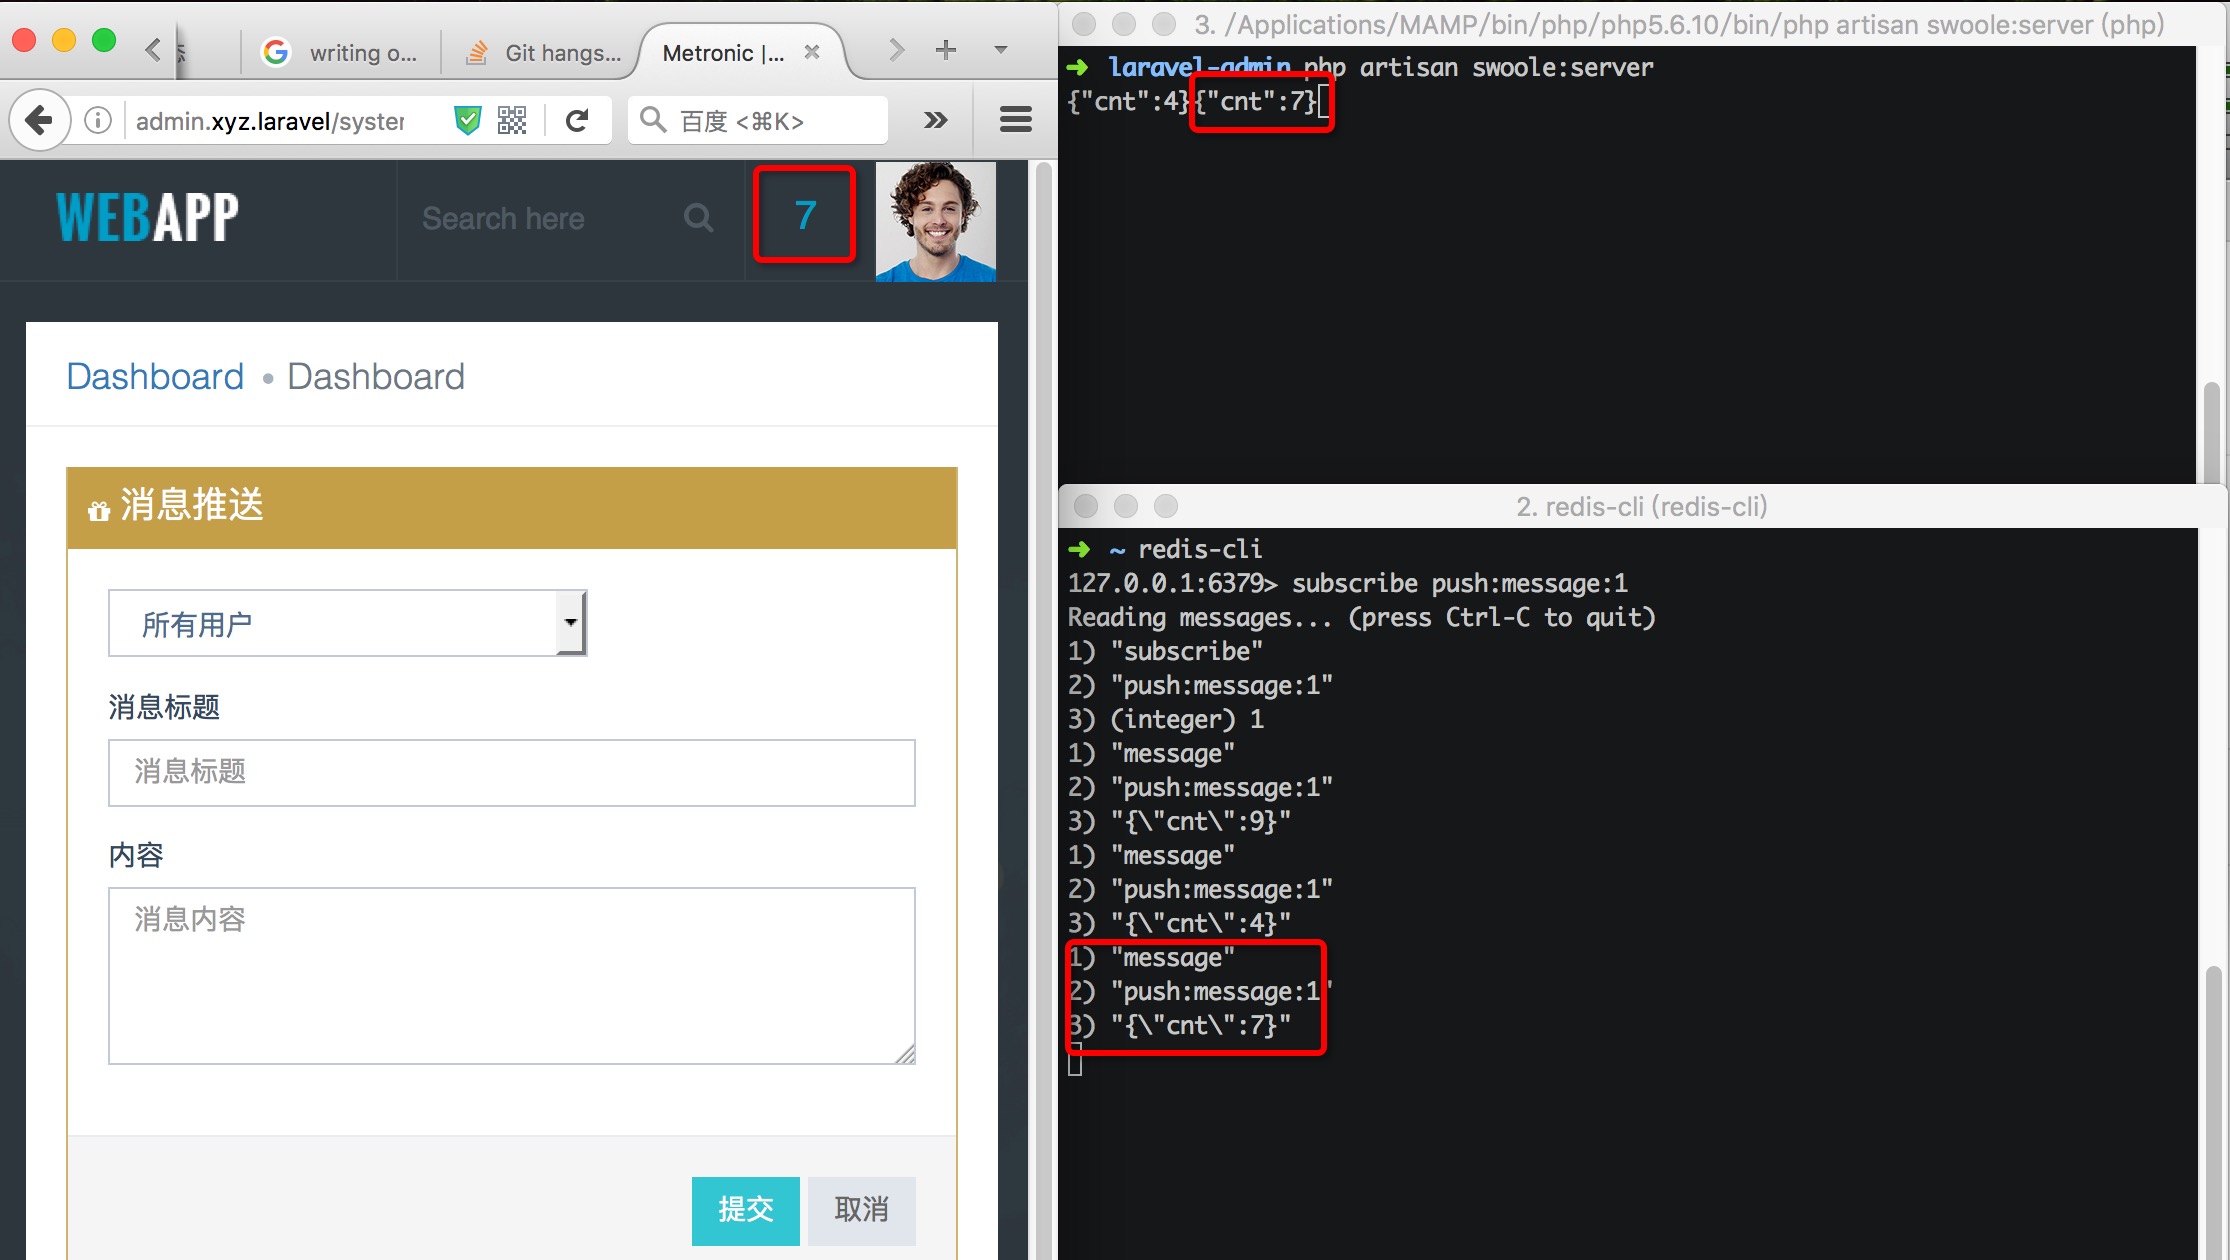 writing o...
Git hangs...
Metronic |...
admin.xyz.laravel/syster
百度 <⌘K>
WEBAPP
Search here
7
Dashboard • Dashboard
消息推送
所有用户
消息标题
消息标题
内容
消息内容
提交
取消
3. /Applications/MAMP/bin/php/php5.6.10/bin/php artisan swoole:server (php)
➜ laravel-admin php artisan swoole:server
{"cnt":4}{"cnt":7}
2. redis-cli (redis-cli)
➜ ~ redis-cli
127.0.0.1:6379> subscribe push:message:1
Reading messages... (press Ctrl-C to quit)
1) "subscribe"
2) "push:message:1"
3) (integer) 1
1) "message"
2) "push:message:1"
3) "{\"cnt\":9}"
1) "message"
2) "push:message:1"
3) "{\"cnt\":4}"
1) "message"
2) "push:message:1"
3) "{\"cnt\":7}"